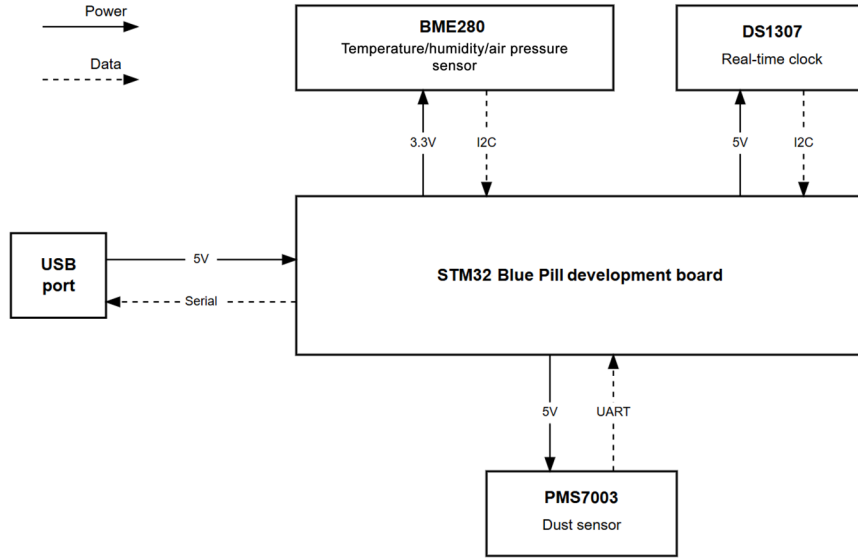 Power
Data
BME280
Temperature/humidity/air pressure
sensor
DS1307
Real-time clock
3.3V
I2C
5V
I2C
USB
port
5V
Serial
STM32 Blue Pill development board
5V
UART
PMS7003
Dust sensor